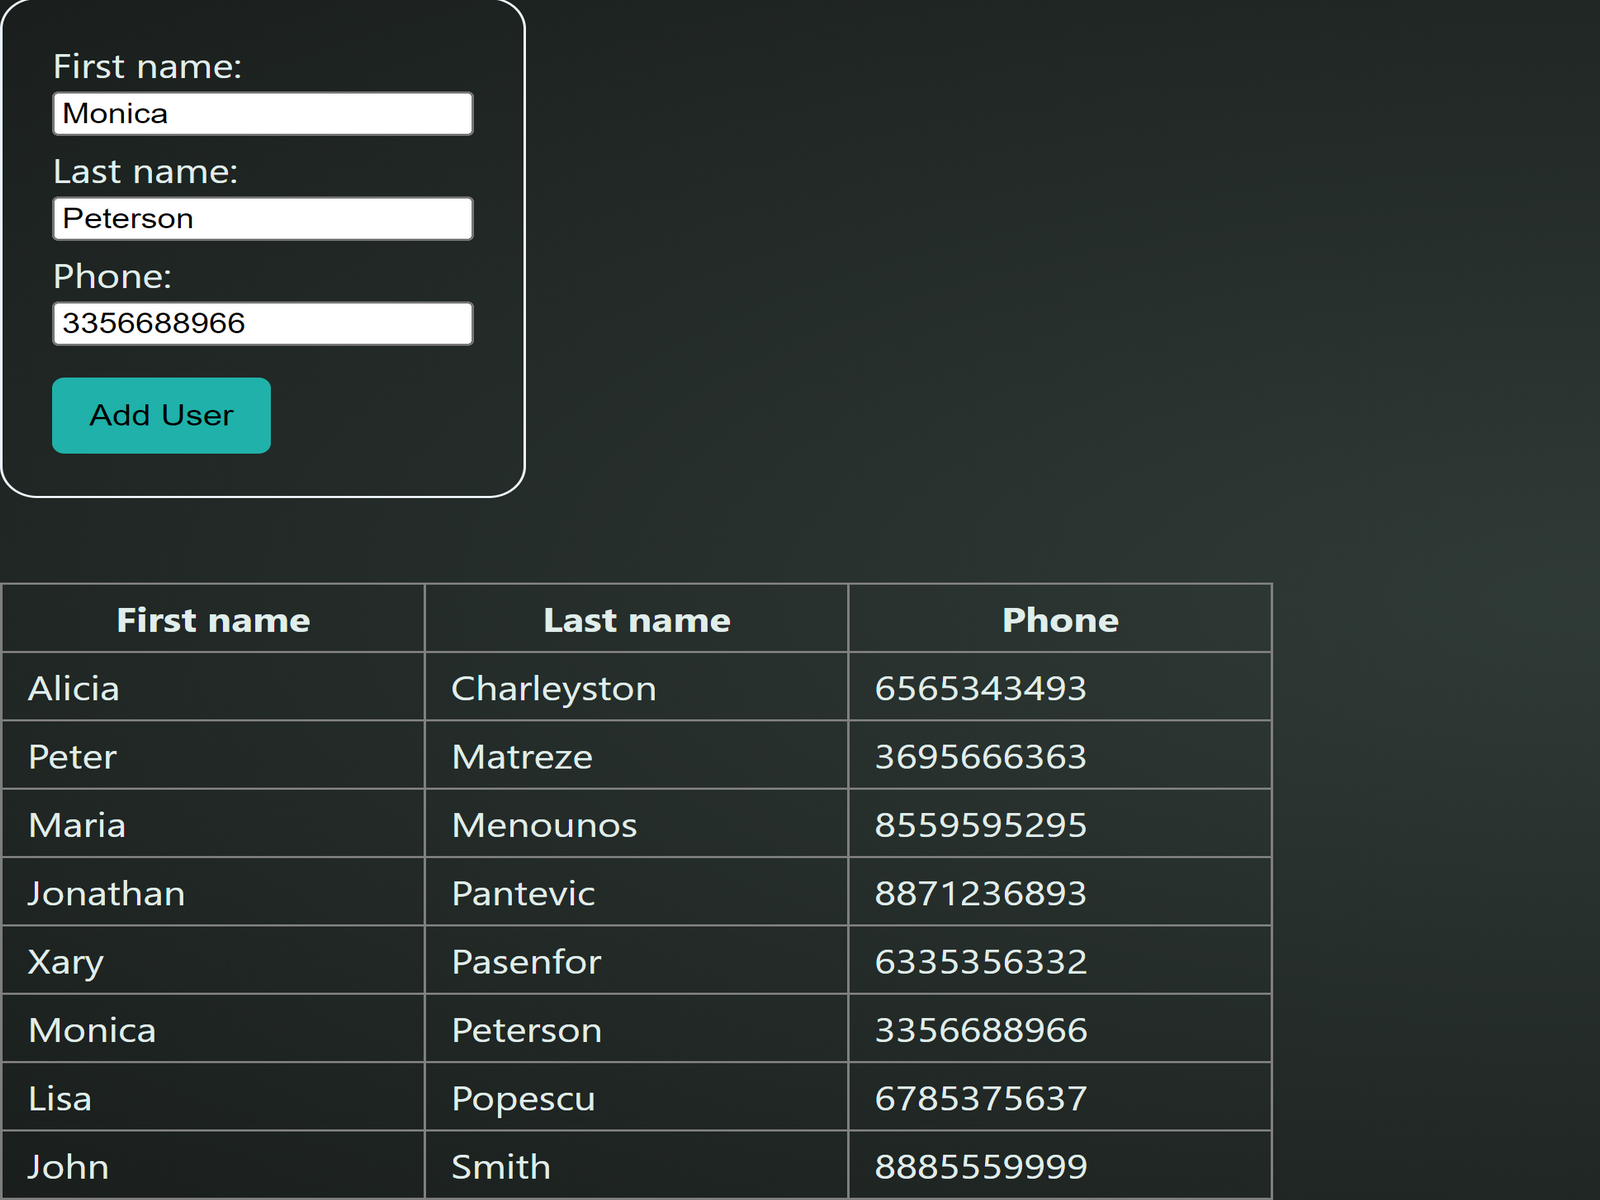 First name:
Monica
Last name:
Peterson
Phone:
3356688966
Add User
First name Last name Phone
Alicia Charleyston 6565343493
Peter Matreze 3695666363
Maria Menounos 8559595295
Jonathan Pantevic 8871236893
Xary Pasenfor 6335356332
Monica Peterson 3356688966
Lisa Popescu 6785375637
John Smith 8885559999